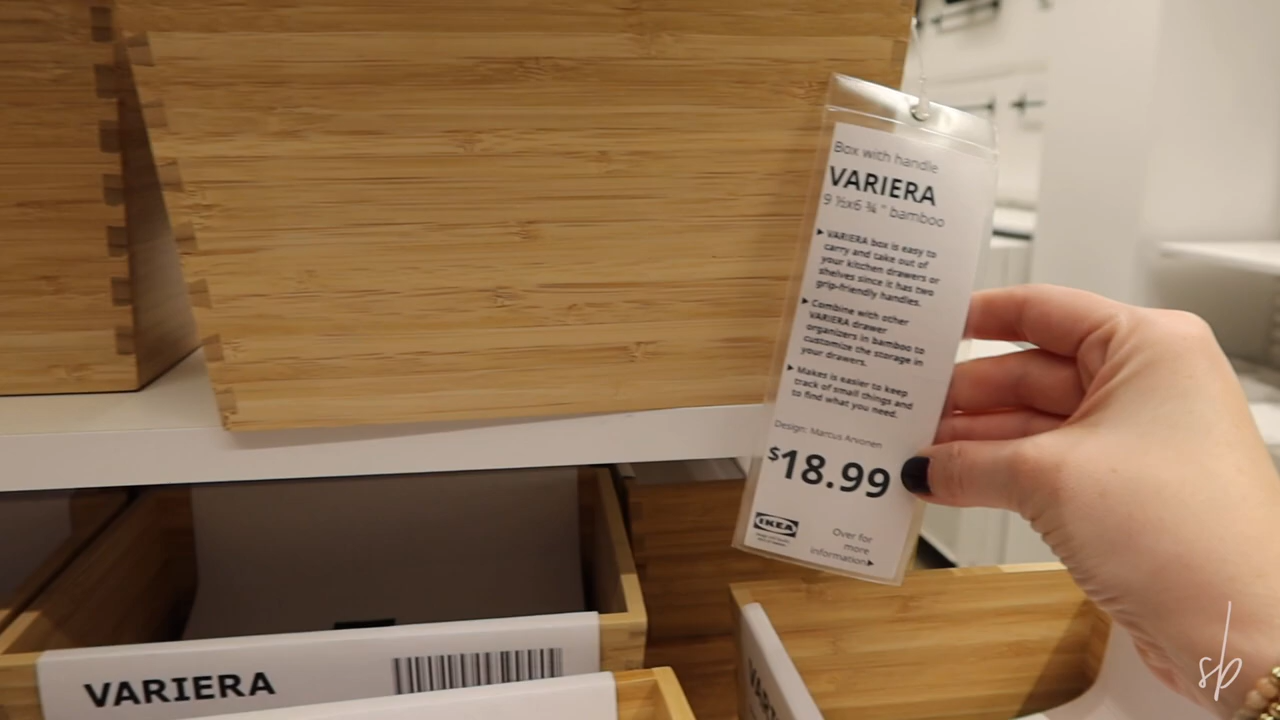 Box with handle
VARIERA
9 ½x6 ¾ " bamboo
▶ VARIERA box is easy to
carry and take out of
your kitchen drawers or
shelves since it has two
grip-friendly handles.
▶ Combine with other
VARIERA drawer
organizers in bamboo to
customize the storage in
your drawers.
▶ Makes is easier to keep
track of small things and
to find what you need.
Design: Marcus Arvonen
$18.99
IKEA
Over for
more
information▶
VARIERA
sb